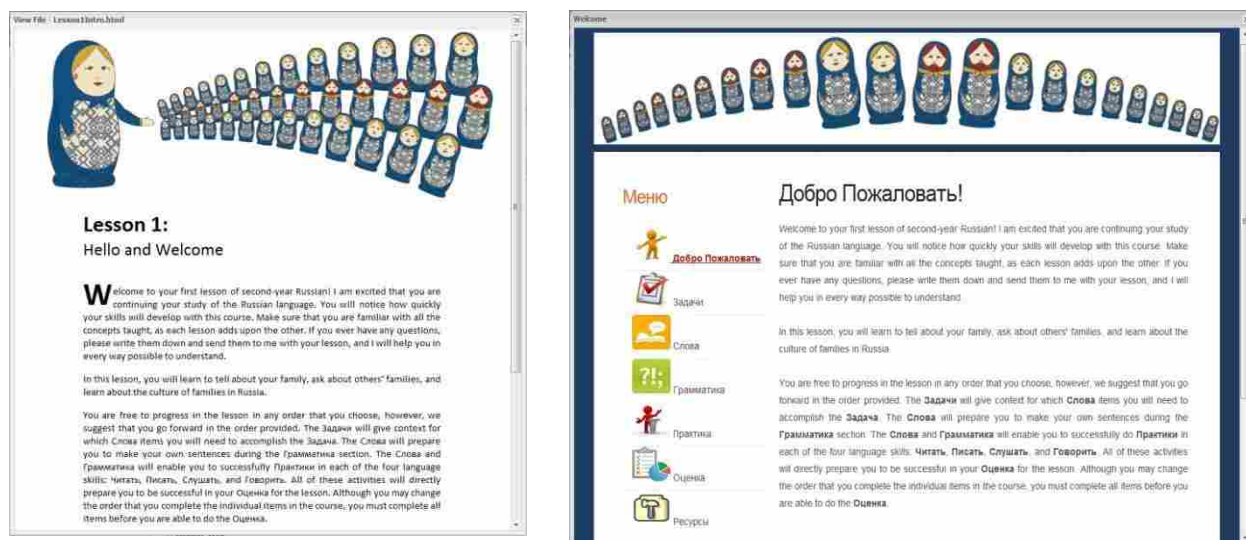 View File - Lesson1Intro.html
Lesson 1:
Hello and Welcome
Welcome to your first lesson of second-year Russian! I am excited that you are
continuing your study of the Russian language. You will notice how quickly
your skills will develop with this course. Make sure that you are familiar with all the
concepts taught, as each lesson adds upon the other. If you ever have any questions,
please write them down and send them to me with your lesson, and I will help you in
every way possible to understand.
In this lesson, you will learn to tell about your family, ask about others' families, and
learn about the culture of families in Russia.
You are free to progress in the lesson in any order that you choose, however, we
suggest that you go forward in the order provided. The Задачи will give context for
which Слова items you will need to accomplish the Задача. The Слова will prepare
you to make your own sentences during the Грамматика section. The Слова and
Грамматика will enable you to successfully Практики in each of the four language
skills: Читать, Писать, Слушать, and Говорить. All of these activities will directly
prepare you to be successful in your Оценка for the lesson. Although you may change
the order that you complete the individual items in the course, you must complete all
items before you are able to do the Оценка.
Welcome
Меню
Добро Пожаловать
Задачи
Слова
?!;
Грамматика
Практика
Оценка
Ресурсы
Добро Пожаловать!
Welcome to your first lesson of second-year Russian! I am excited that you are continuing your study
of the Russian language. You will notice how quickly your skills will develop with this course. Make
sure that you are familiar with all the concepts taught, as each lesson adds upon the other. If you
ever have any questions, please write them down and send them to me with your lesson, and I will
help you in every way possible to understand.
In this lesson, you will learn to tell about your family, ask about others' families, and learn about the
culture of families in Russia.
You are free to progress in the lesson in any order that you choose, however, we suggest that you go
forward in the order provided. The Задачи will give context for which Слова items you will need to
accomplish the Задача. The Слова will prepare you to make your own sentences during the
Грамматика section. The Слова and Грамматика will enable you to successfully do Практики in
each of the four language skills: Читать, Писать, Слушать, and Говорить. All of these activities
will directly prepare you to be successful in your Оценка for the lesson. Although you may change
the order that you complete the individual items in the course, you must complete all items before you
are able to do the Оценка.